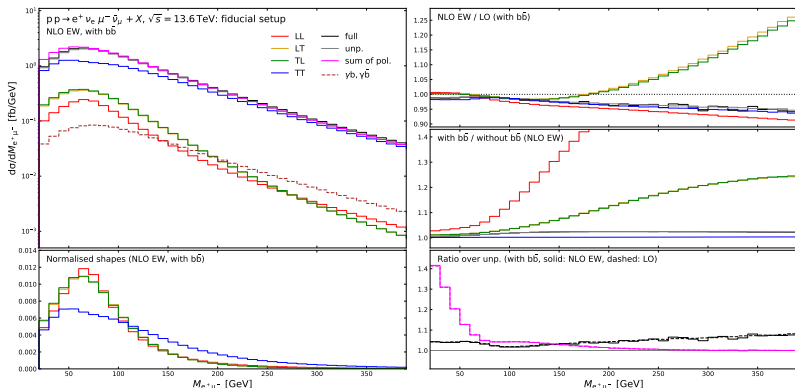 pp→e⁺ νₑ μ⁻ ν̄_μ + X, √s = 13.6 TeV: fiducial setup
NLO EW, with bb̄
LL
LT
TL
TT
full
unp.
sum of pol.
γb, γb̄
dσ/dM_{e⁺μ⁻} [fb/GeV]
10¹
10⁰
10⁻¹
10⁻²
10⁻³
Normalised shapes (NLO EW, with bb̄)
0.014
0.012
0.010
0.008
0.006
0.004
0.002
0.000
50 100 150 200 250 300 350
M_{e⁺μ⁻} [GeV]
NLO EW / LO (with bb̄)
1.25
1.20
1.15
1.10
1.05
1.00
0.95
0.90
with bb̄ / without bb̄ (NLO EW)
1.4
1.3
1.2
1.1
1.0
Ratio over unp. (with bb̄, solid: NLO EW, dashed: LO)
1.4
1.3
1.2
1.1
1.0
50 100 150 200 250 300 350
M_{e⁺μ⁻} [GeV]